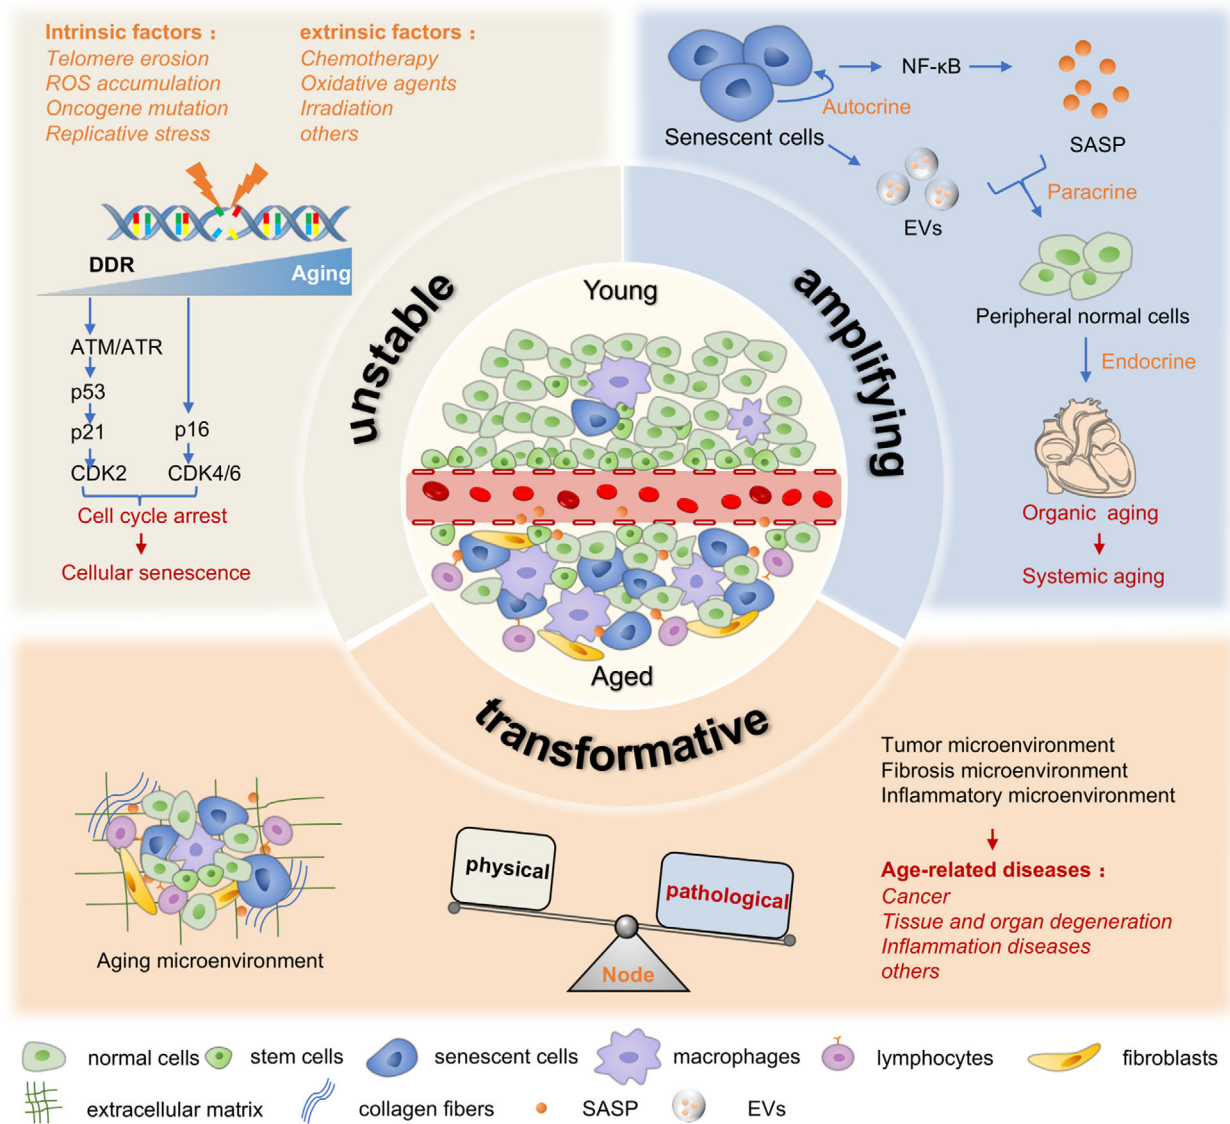 Intrinsic factors :
Telomere erosion
ROS accumulation
Oncogene mutation
Replicative stress
extrinsic factors :
Chemotherapy
Oxidative agents
Irradiation
others
DDR
Aging
ATM/ATR
p53
p21
CDK2
p16
CDK4/6
Cell cycle arrest
Cellular senescence
unstable
Senescent cells
Autocrine
NF-κB
SASP
EVs
Paracrine
Peripheral normal cells
Endocrine
Organic aging
Systemic aging
amplifying
Young
Aged
transformative
Aging microenvironment
physical
pathological
Node
Tumor microenvironment
Fibrosis microenvironment
Inflammatory microenvironment
Age-related diseases :
Cancer
Tissue and organ degeneration
Inflammation diseases
others
normal cells
stem cells
senescent cells
macrophages
lymphocytes
fibroblasts
extracellular matrix
collagen fibers
SASP
EVs